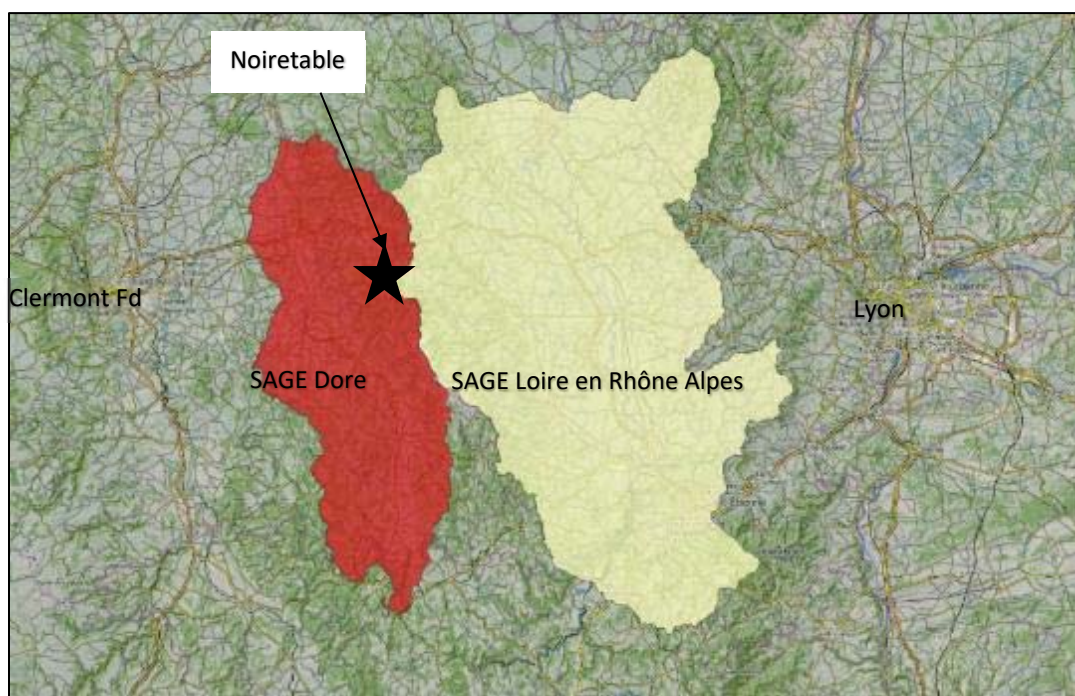 Noiretable
Clermont Fd
Lyon
SAGE Dore
SAGE Loire en Rhône Alpes